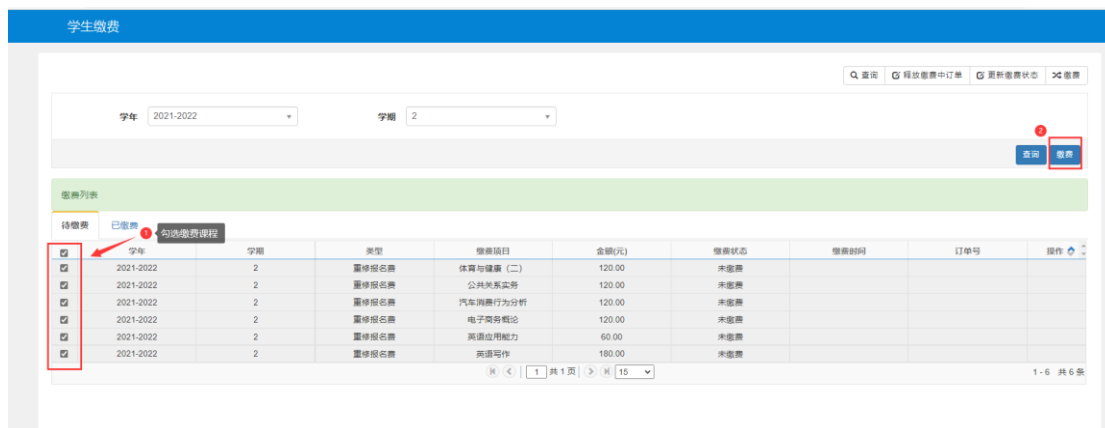 学生缴费
查询 释放缴费中订单 更新缴费状态 缴费
学年 2021-2022 学期 2
2
查询 缴费
缴费列表
待缴费 已缴费 1 勾选缴费课程
学年 学期 类型 缴费项目 金额(元) 缴费状态 缴费时间 订单号 操作
2021-2022 2 重修报名费 体育与健康（二） 120.00 未缴费
2021-2022 2 重修报名费 公共关系实务 120.00 未缴费
2021-2022 2 重修报名费 汽车消费行为分析 120.00 未缴费
2021-2022 2 重修报名费 电子商务概论 120.00 未缴费
2021-2022 2 重修报名费 英语应用能力 60.00 未缴费
2021-2022 2 重修报名费 英语写作 180.00 未缴费
1 共1页 15 1-6 共6条